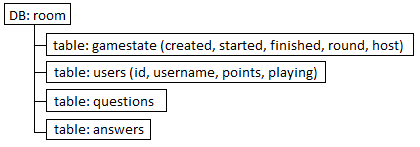 DB: room
table: gamestate (created, started, finished, round, host)
table: users (id, username, points, playing)
table: questions
table: answers